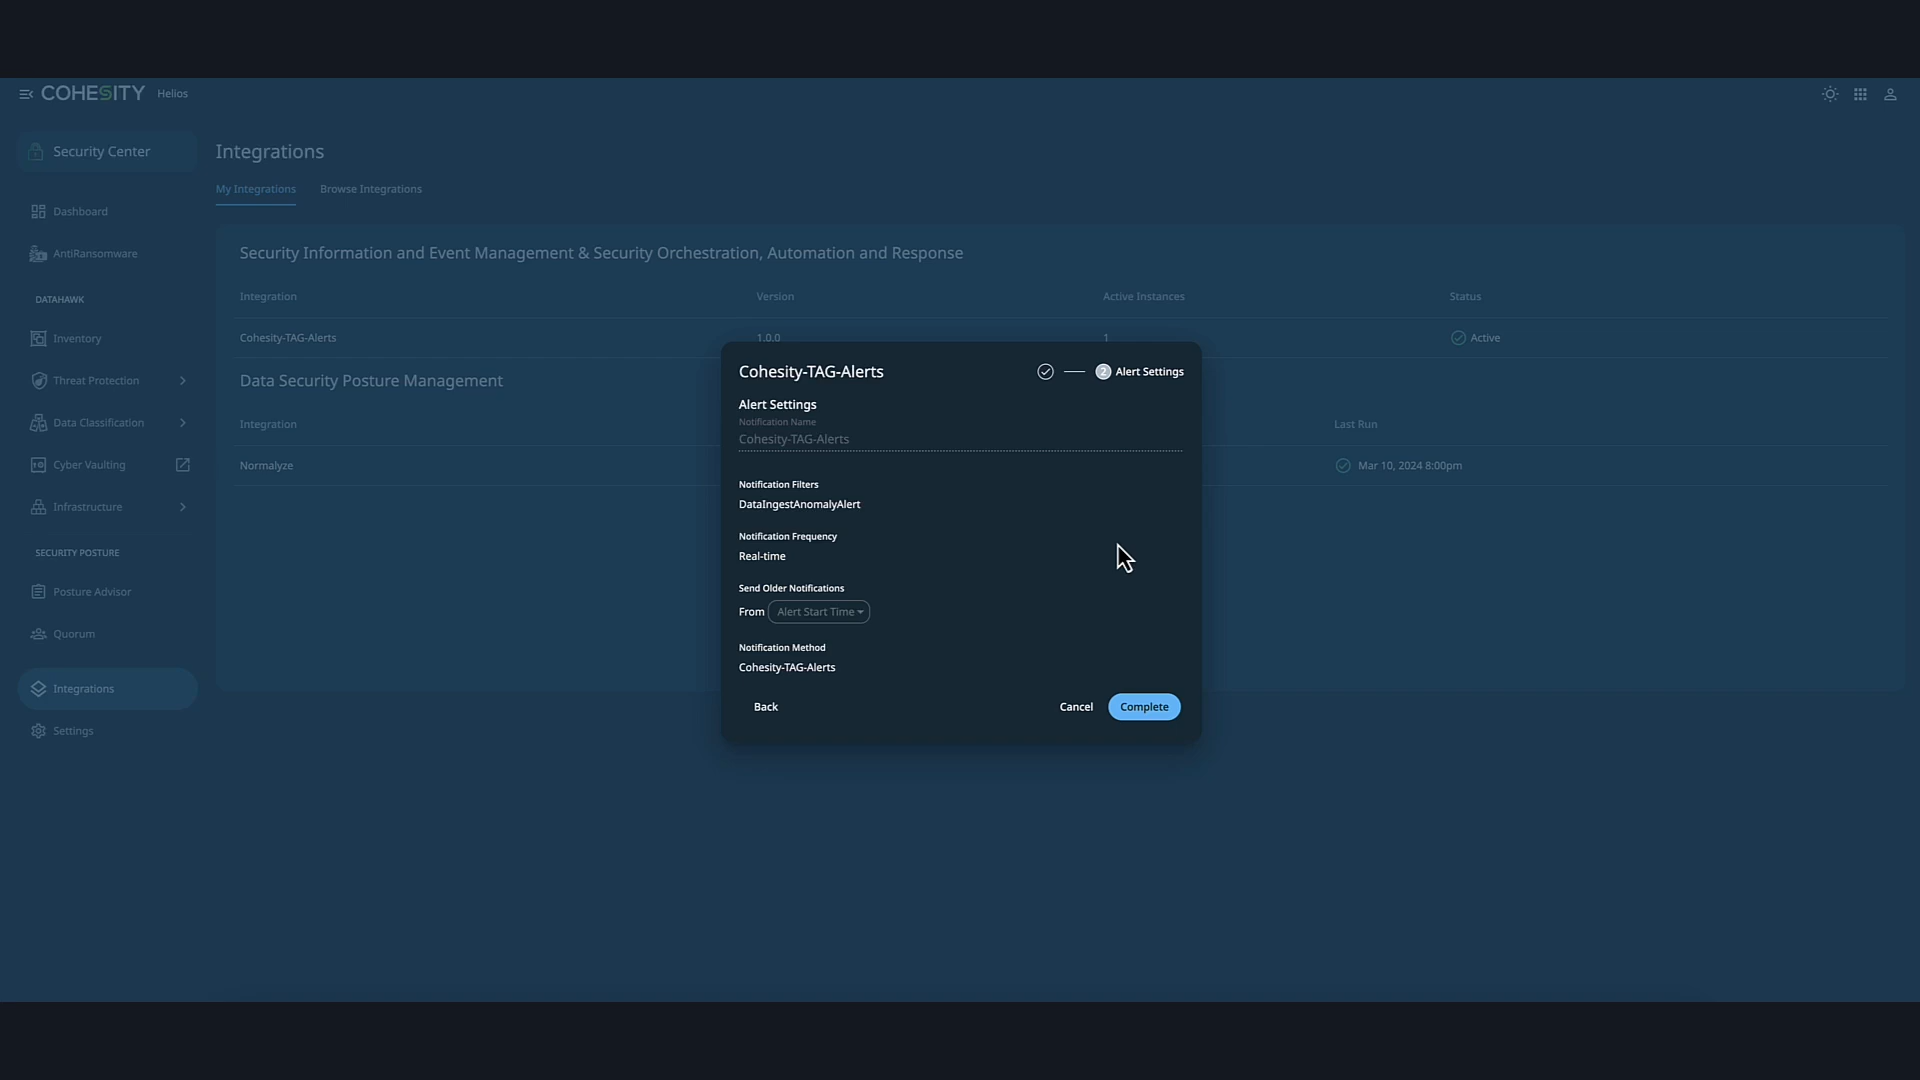 COHESITY Helios
Security Center
Dashboard
AntiRansomware
DATAHAWK
Inventory
Threat Protection
Data Classification
Cyber Vaulting
Infrastructure
SECURITY POSTURE
Posture Advisor
Quorum
Integrations
Settings
Integrations
My Integrations Browse Integrations
Security Information and Event Management & Security Orchestration, Automation and Response
Integration Version Active Instances Status
Cohesity-TAG-Alerts 1.0.0 1 Active
Data Security Posture Management
Integration Last Run
Normalyze Mar 10, 2024 8:00pm
Cohesity-TAG-Alerts 2 Alert Settings
Alert Settings
Notification Name
Cohesity-TAG-Alerts
Notification Filters
DataIngestAnomalyAlert
Notification Frequency
Real-time
Send Older Notifications
From Alert Start Time
Notification Method
Cohesity-TAG-Alerts
Back Cancel Complete